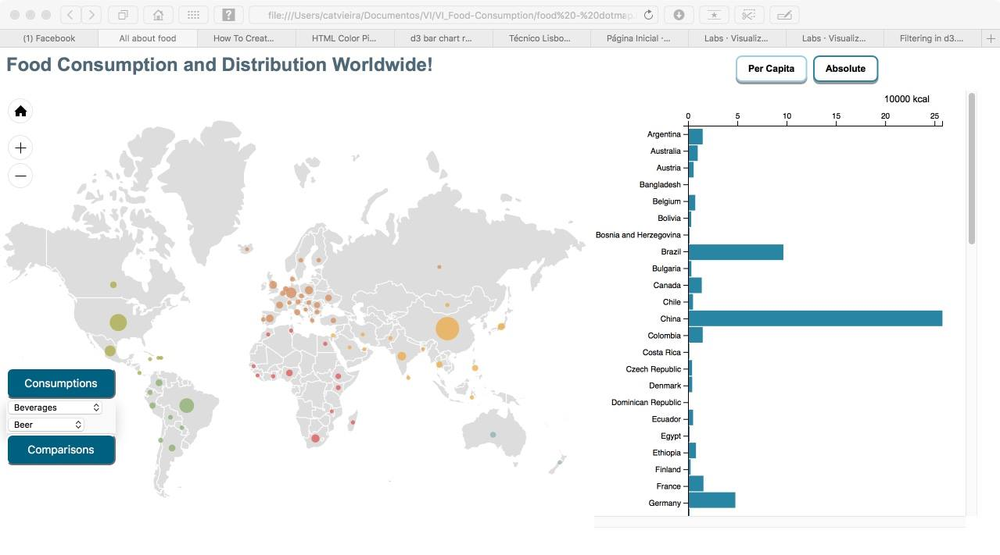 file:///Users/catvieira/Documentos/VI/VI_Food-Consumption/food%20-%20dotmap.
(1) Facebook
All about food
How To Creat...
HTML Color Pi...
d3 bar chart r...
Técnico Lisbo...
Página Inicial ·...
Labs · Visualiz...
Labs · Visualiz...
Filtering in d3....
Food Consumption and Distribution Worldwide!
Per Capita
Absolute
Consumptions
Beverages
Beer
Comparisons
10000 kcal
0 5 10 15 20 25
Argentina
Australia
Austria
Bangladesh
Belgium
Bolivia
Bosnia and Herzegovina
Brazil
Bulgaria
Canada
Chile
China
Colombia
Costa Rica
Czech Republic
Denmark
Dominican Republic
Ecuador
Egypt
Ethiopia
Finland
France
Germany